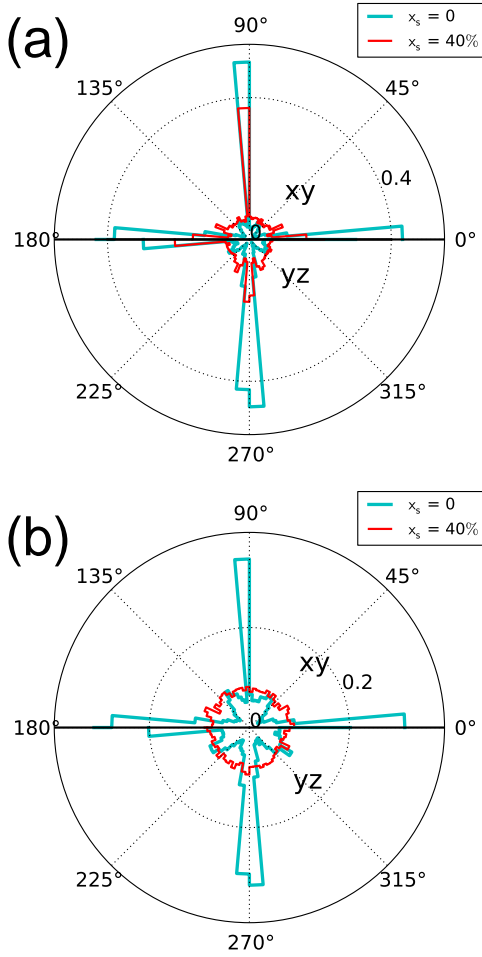 (a)
90°
x_s = 0
x_s = 40%
135°
45°
0.4
xy
180°
0
0°
yz
225°
315°
270°
(b)
90°
x_s = 0
x_s = 40%
135°
45°
xy
0.2
180°
0
0°
yz
225°
315°
270°